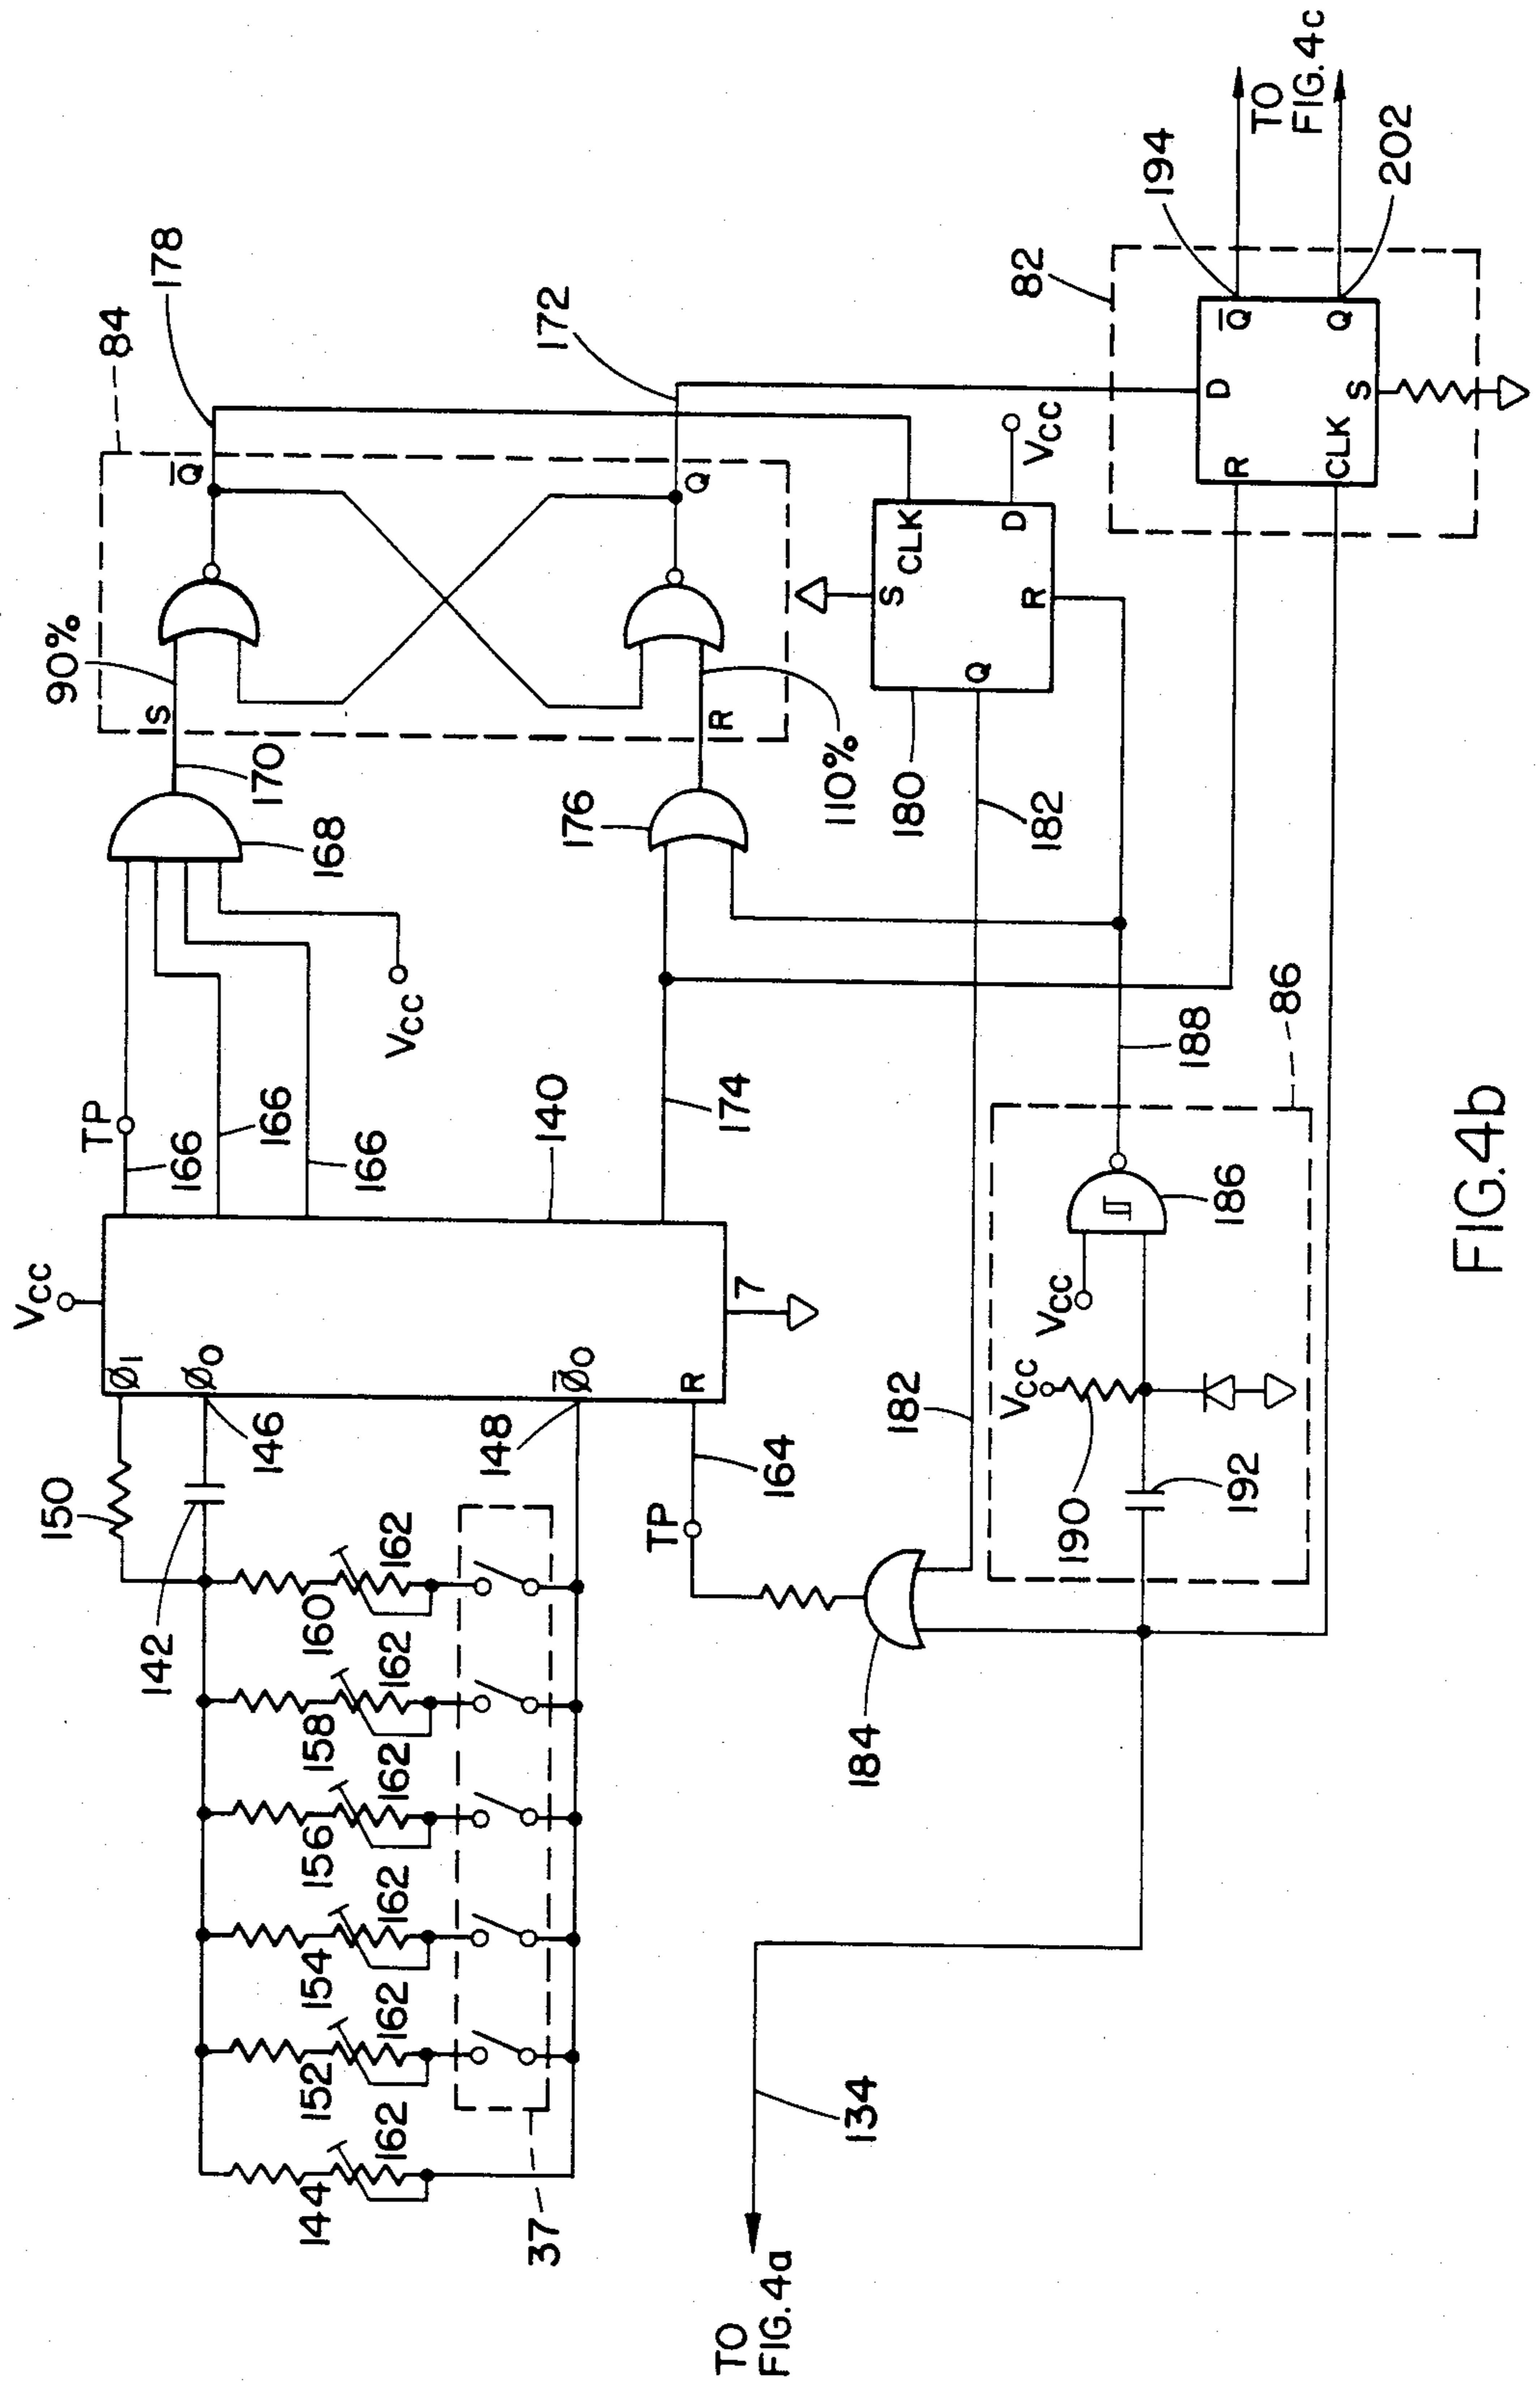 150
142
146
148
Vcc
Ø1
Ø0
Ø̅0
R
7
140
144
152
154
156
158
160
162
162
162
162
162
162
37
TP
164
TP
166
166
166
Vcc
168
170
174
176
90%
S
R
110%
84
Q̅
Q
178
172
180
S
CLK
D
R
Q
Vcc
182
182
184
134
TO
FIG.4a
86
Vcc
Vcc
190
192
186
188
82
R
D
CLK
S
Q̅
Q
194
202
TO
FIG.4c
FIG.4b